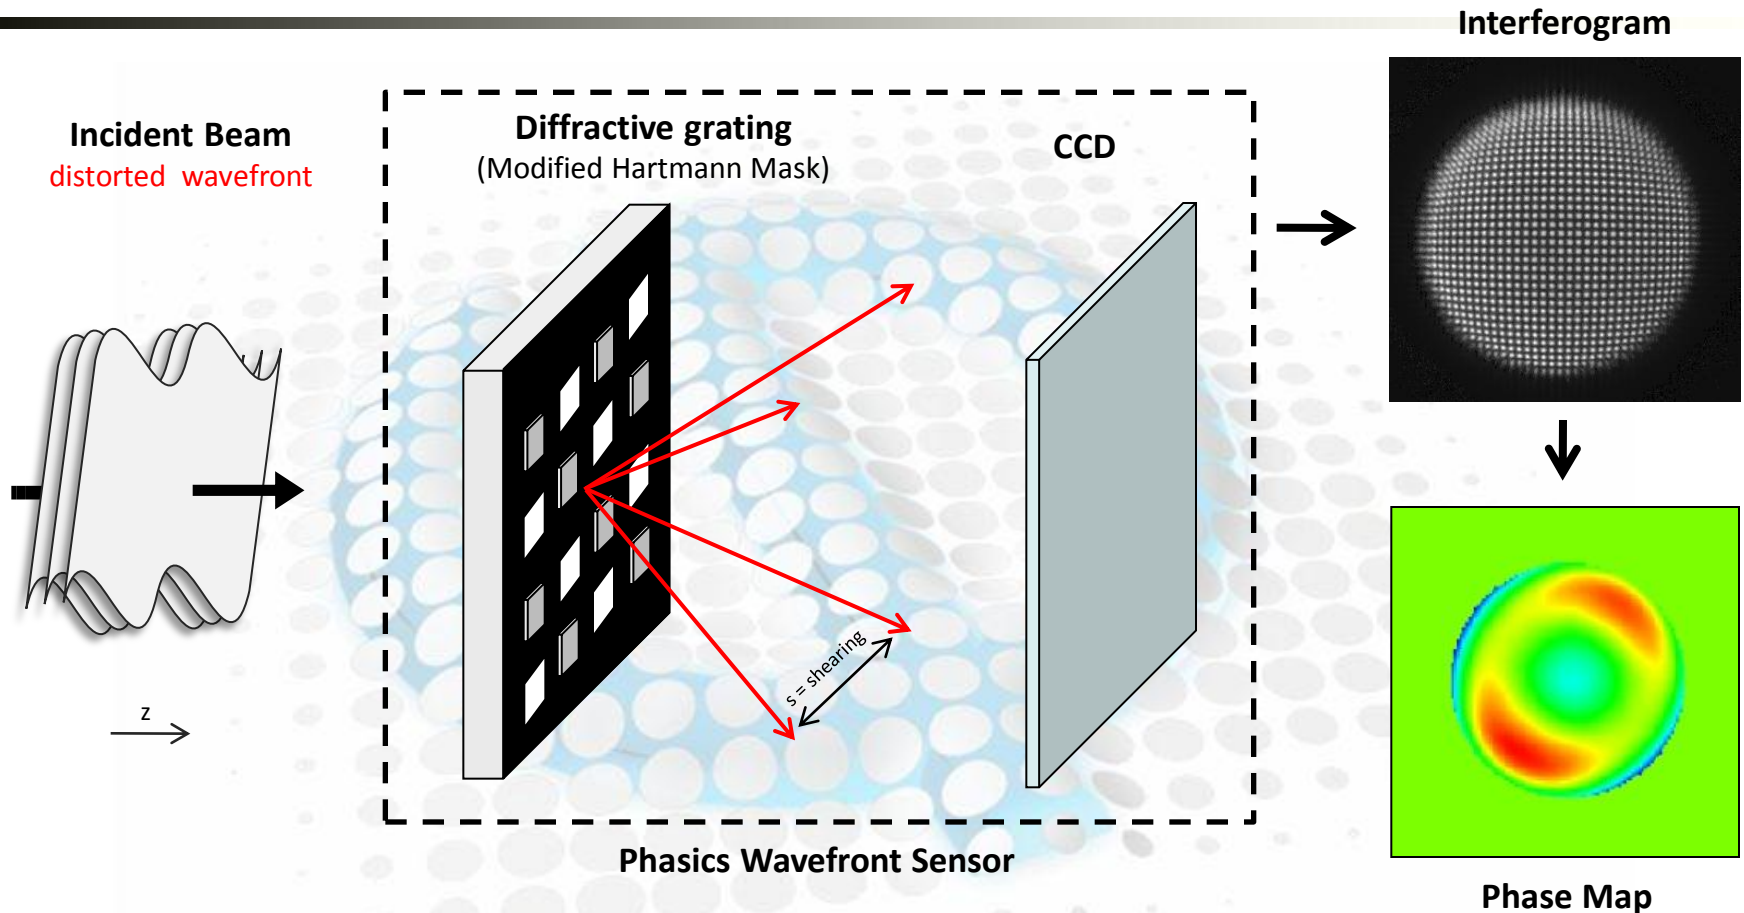 Interferogram
Incident Beam
distorted wavefront
Diffractive grating
(Modified Hartmann Mask)
CCD
s = shearing
z
Phasics Wavefront Sensor
Phase Map